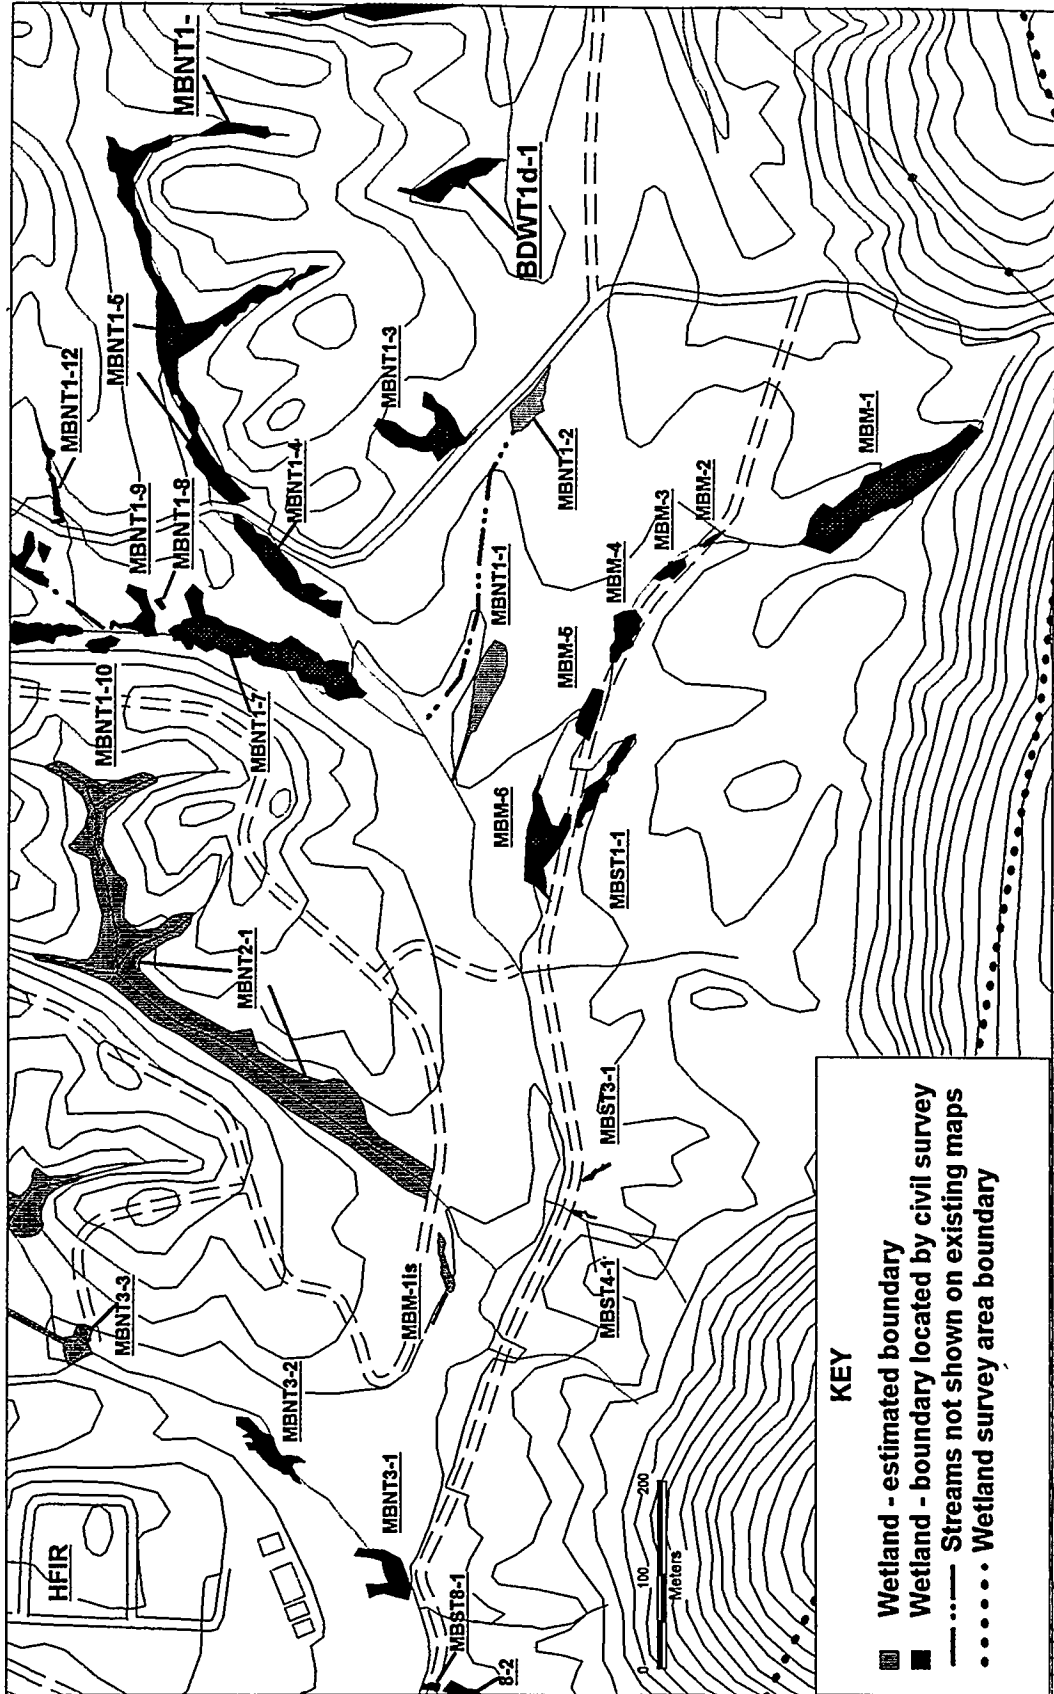 MBNT1-
MBNT1-12
MBNT1-5
MBNT1-9
MBNT1-8
MBNT1-4
MBNT1-3
BDWT1d-1
MBNT1-2
MBNT1-10
MBNT1-7
MBNT1-1
MBM-1
MBM-2
MBM-3
MBM-4
MBM-5
MBM-6
MBST1-1
MBNT2-1
MBST3-1
MBST4-1
MBM-1is
MBNT3-3
MBNT3-2
MBNT3-1
HFIR
MBST8-1
8-2
0 100 200
Meters
KEY
Wetland - estimated boundary
Wetland - boundary located by civil survey
Streams not shown on existing maps
Wetland survey area boundary